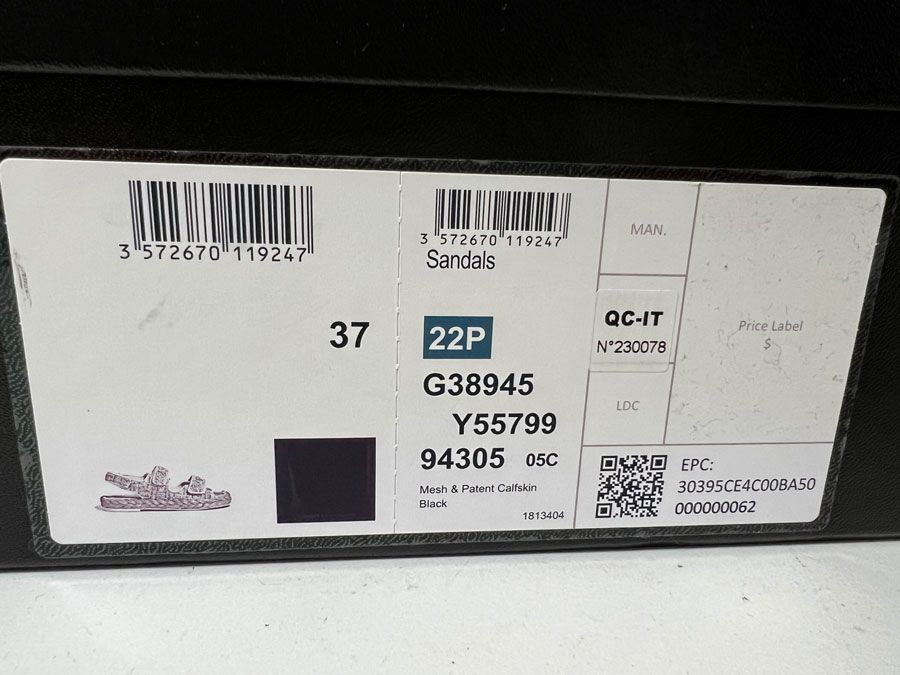 3 572670 119247
37
3 572670 119247
Sandals
22P
G38945
Y55799
94305 05C
Mesh & Patent Calfskin
Black
1813404
MAN.
QC-IT
N°230078
LDC
Price Label
$
EPC:
30395CE4C00BA50
000000062